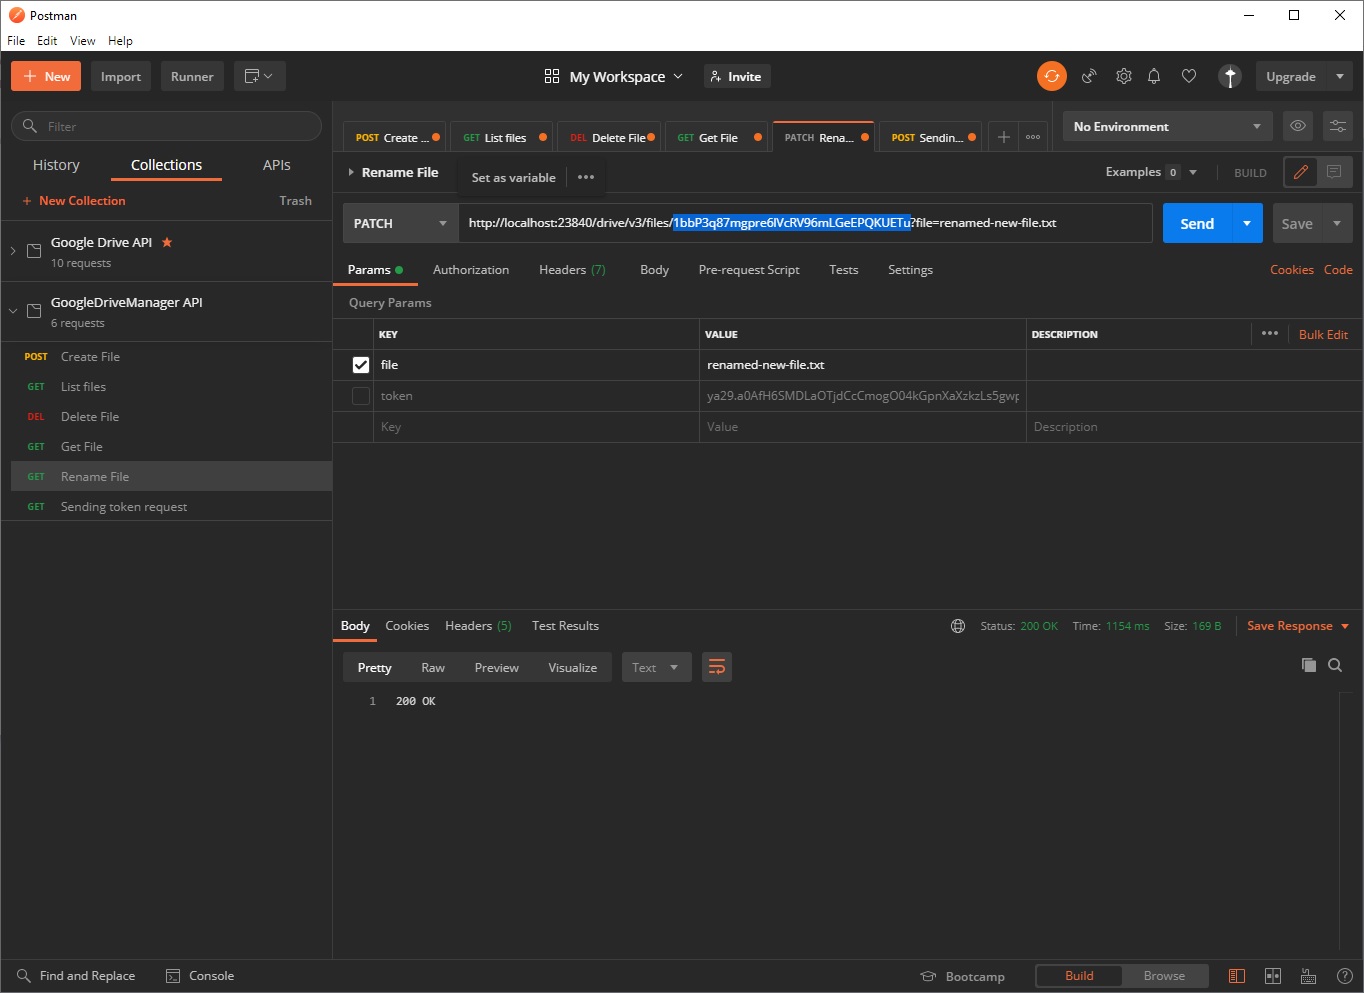 Postman
File Edit View Help
New Import Runner My Workspace Invite Upgrade
Filter
History Collections APIs
New Collection Trash
Google Drive API
10 requests
GoogleDriveManager API
6 requests
POST Create File
GET List files
DEL Delete File
GET Get File
GET Rename File
GET Sending token request
POST Create ... GET List files DEL Delete File GET Get File PATCH Rena... POST Sendin... No Environment
Rename File Set as variable Examples 0 BUILD
PATCH http://localhost:23840/drive/v3/files/1bbP3q87mgpre6lVcRV96mLGeEPQKUETu?file=renamed-new-file.txt Send Save
Params Authorization Headers (7) Body Pre-request Script Tests Settings Cookies Code
Query Params
KEY VALUE DESCRIPTION Bulk Edit
file renamed-new-file.txt
token ya29.a0AfH6SMDLaOTjdCcCmogO04kGpnXaXzkzLs5gwp
Key Value Description
Body Cookies Headers (5) Test Results Status: 200 OK Time: 1154 ms Size: 169 B Save Response
Pretty Raw Preview Visualize Text
1 200 OK
Find and Replace Console Bootcamp Build Browse